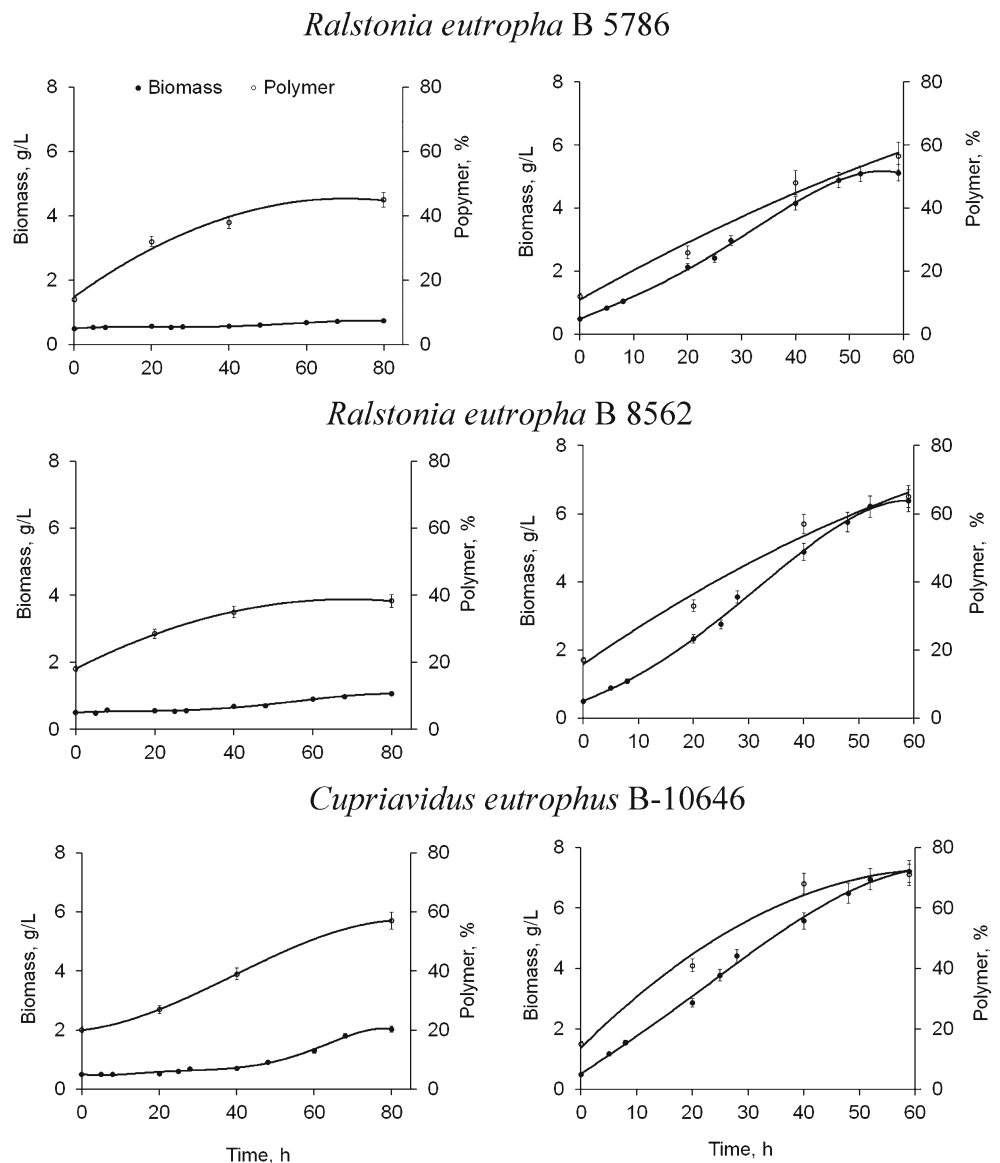 Ralstonia eutropha B 5786
Biomass Polymer
Biomass, g/L
8
6
4
2
0
0 20 40 60 80
80
60
40
20
0
Popymer, %
Biomass, g/L
8
6
4
2
0
0 10 20 30 40 50 60
80
60
40
20
0
Polymer, %
Ralstonia eutropha B 8562
Biomass, g/L
8
6
4
2
0
0 20 40 60 80
80
60
40
20
0
Polymer, %
Biomass, g/L
8
6
4
2
0
0 10 20 30 40 50 60
80
60
40
20
0
Polymer, %
Cupriavidus eutrophus B-10646
Biomass, g/L
8
6
4
2
0
0 20 40 60 80
80
60
40
20
0
Polymer, %
Time, h
Biomass, g/L
8
6
4
2
0
0 10 20 30 40 50 60
80
60
40
20
0
Polymer, %
Time, h